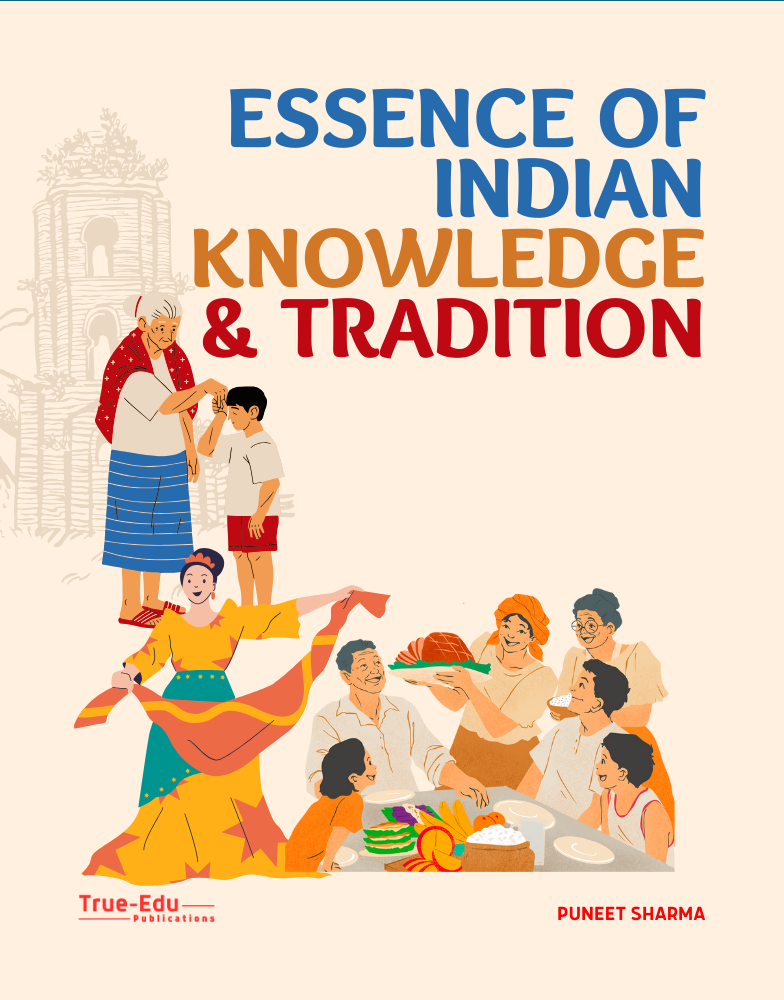 ESSENCE OF
INDIAN
KNOWLEDGE
& TRADITION
True-Edu
Publications
PUNEET SHARMA